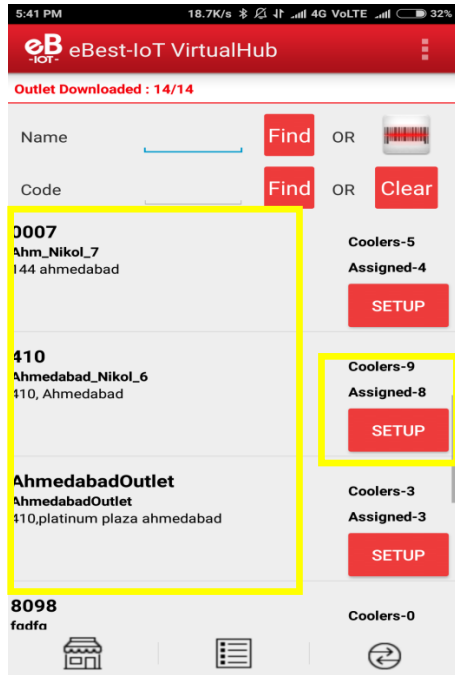 5:41 PM 18.7K/s 4G VoLTE 32%
eB -IoT- eBest-IoT VirtualHub
Outlet Downloaded : 14/14
Name Find OR
Code Find OR Clear
0007
Ahm_Nikol_7
144 ahmedabad
Coolers-5
Assigned-4
SETUP
410
Ahmedabad_Nikol_6
410, Ahmedabad
Coolers-9
Assigned-8
SETUP
AhmedabadOutlet
AhmedabadOutlet
410,platinum plaza ahmedabad
Coolers-3
Assigned-3
SETUP
8098
fadfa
Coolers-0